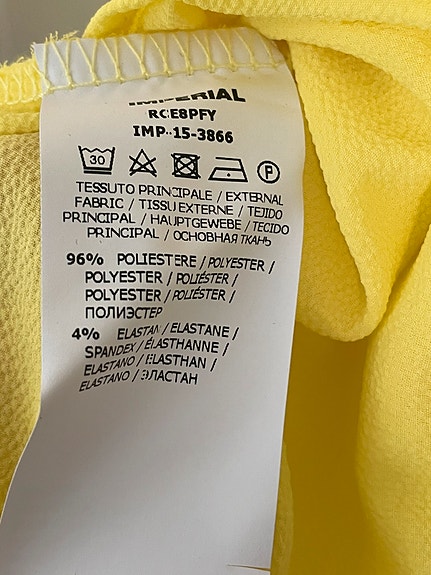 IMPERIAL
RCE8PFY
IMP-15-3866
30 P
TESSUTO PRINCIPALE / EXTERNAL
FABRIC / TISSU EXTERNE / TEJIDO
PRINCIPAL / HAUPTGEWEBE / TECIDO
PRINCIPAL / ОСНОВНАЯ ТКАНЬ
96% POLIESTERE / POLYESTER /
POLYESTER / POLIÉSTER /
POLYESTER / POLIÉSTER /
ПОЛИЭСТЕР
4% ELASTAN / ELASTANE /
SPANDEX / ÉLASTHANNE /
ELASTANO / ELASTHAN /
ELASTANO / ЭЛАСТАН